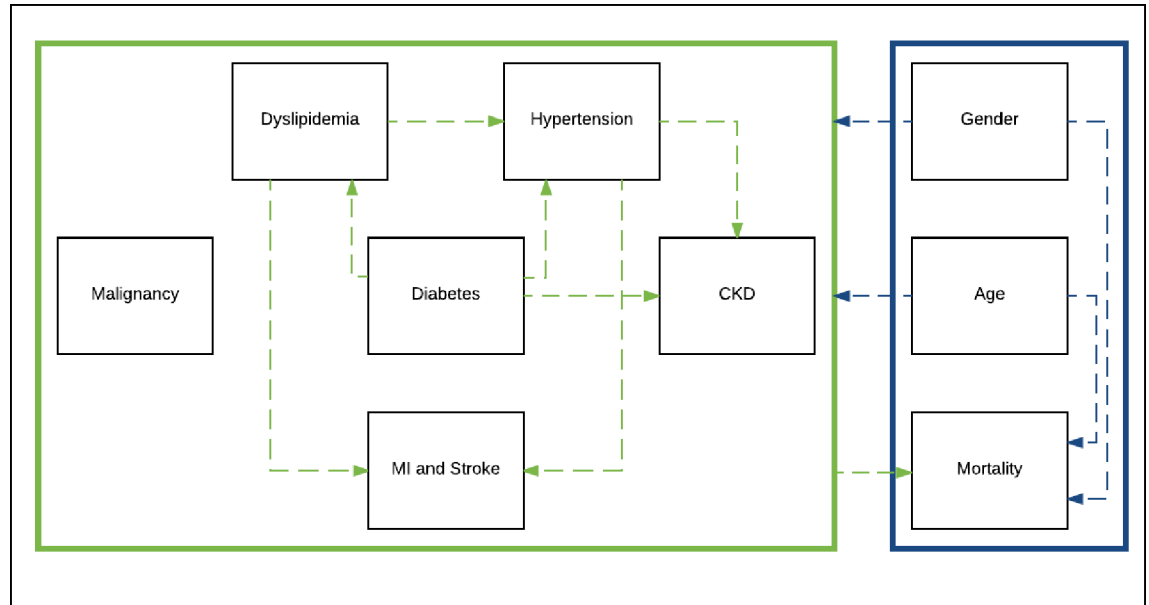 Dyslipidemia
Hypertension
Gender
Malignancy
Diabetes
CKD
Age
MI and Stroke
Mortality